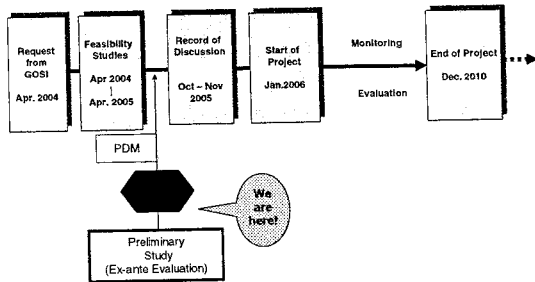 Request
from
GOSI
Apr. 2004
Feasibility
Studies
Apr 2004
|
Apr. 2005
Record of
Discussion
Oct ~ Nov
2005
Start of
Project
Jan.2006
Monitoring
Evaluation
End of Project
Dec. 2010
PDM
We
are
here!
Preliminary
Study
(Ex-ante Evaluation)